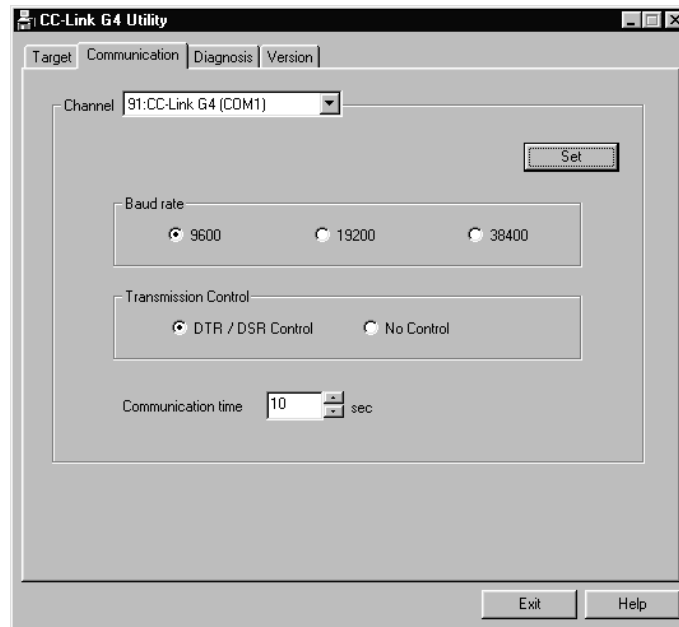 CC-Link G4 Utility
Target Communication Diagnosis Version
Channel 91:CC-Link G4 (COM1)
Set
Baud rate
9600 19200 38400
Transmission Control
DTR / DSR Control No Control
Communication time 10 sec
Exit Help